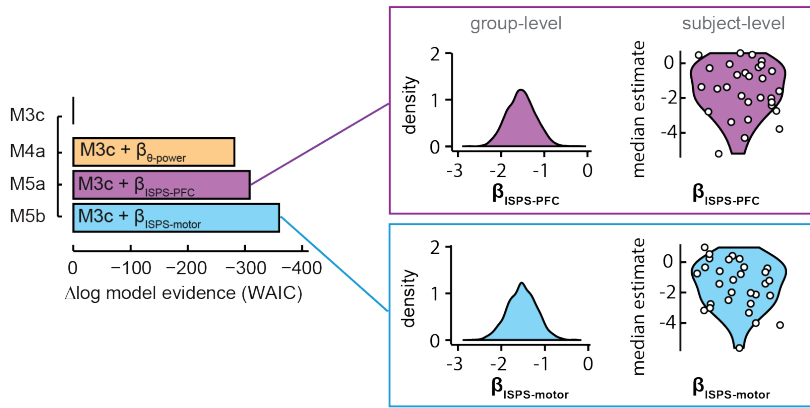 M3c
M4a
M5a
M5b
M3c + βθ-power
M3c + βISPS-PFC
M3c + βISPS-motor
0 −100 −200 −300 −400
Δlog model evidence (WAIC)
group-level
density
2
1
0
-3 -2 -1 0
βISPS-PFC
subject-level
median estimate
0
-2
-4
βISPS-PFC
density
2
1
0
-3 -2 -1 0
βISPS-motor
median estimate
0
-2
-4
βISPS-motor